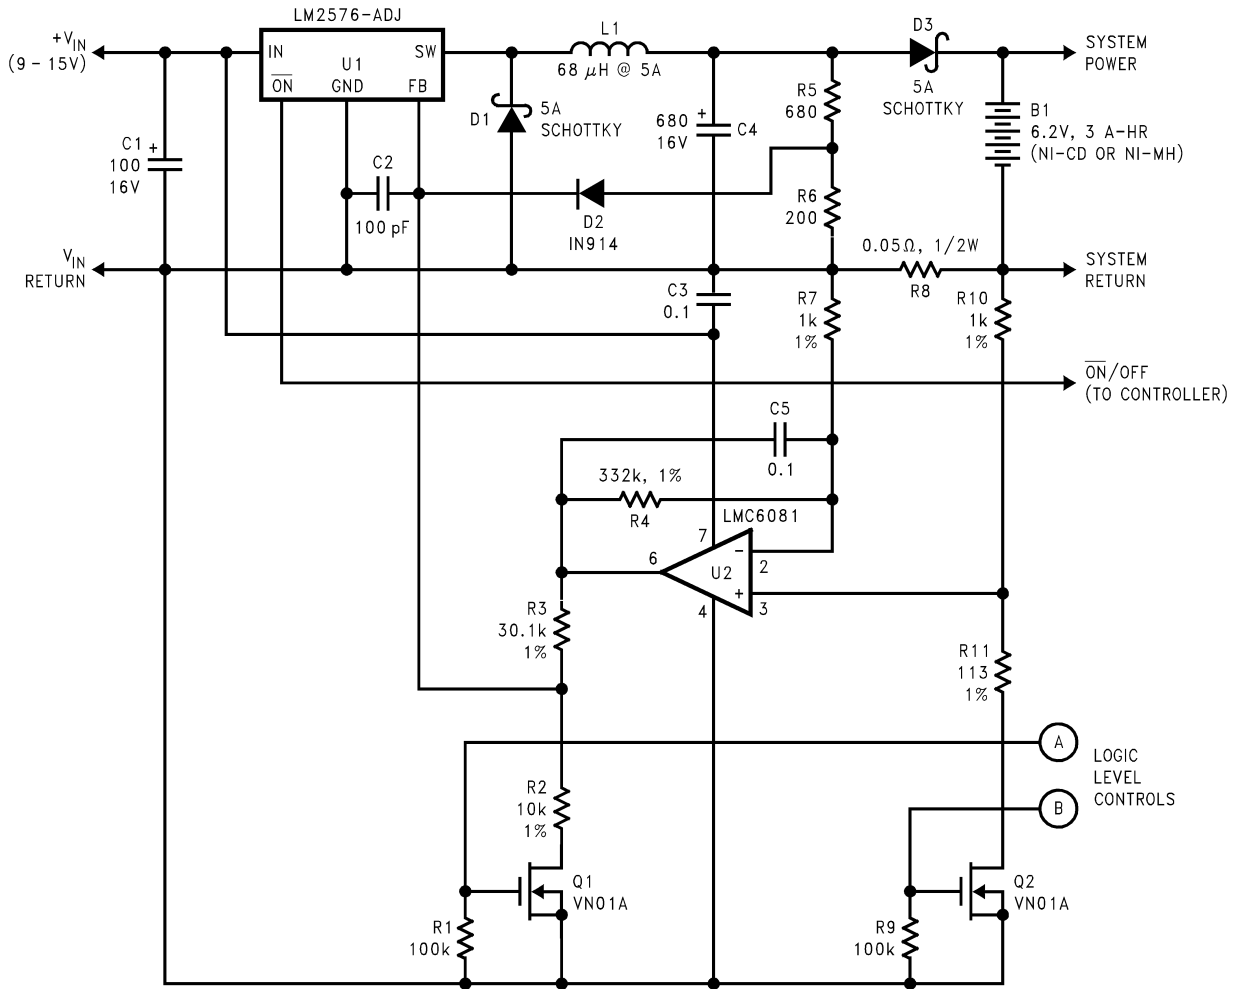 LM2576-ADJ
+VIN
(9 – 15V)
IN
SW
U1
ON
GND
FB
L1
68 μH @ 5A
D3
5A
SCHOTTKY
SYSTEM
POWER
C1
100
16V
+
C2
100 pF
D1
5A
SCHOTTKY
680
16V
+
C4
R5
680
R6
200
D2
IN914
B1
6.2V, 3 A-HR
(NI-CD OR NI-MH)
VIN
RETURN
0.05Ω, 1/2W
R8
SYSTEM
RETURN
C3
0.1
R7
1k
1%
R10
1k
1%
ON/OFF
(TO CONTROLLER)
C5
0.1
332k, 1%
R4
LMC6081
7
6
U2
−
2
+
3
4
R3
30.1k
1%
R11
113
1%
A
LOGIC
LEVEL
CONTROLS
B
R2
10k
1%
Q1
VN01A
Q2
VN01A
R1
100k
R9
100k